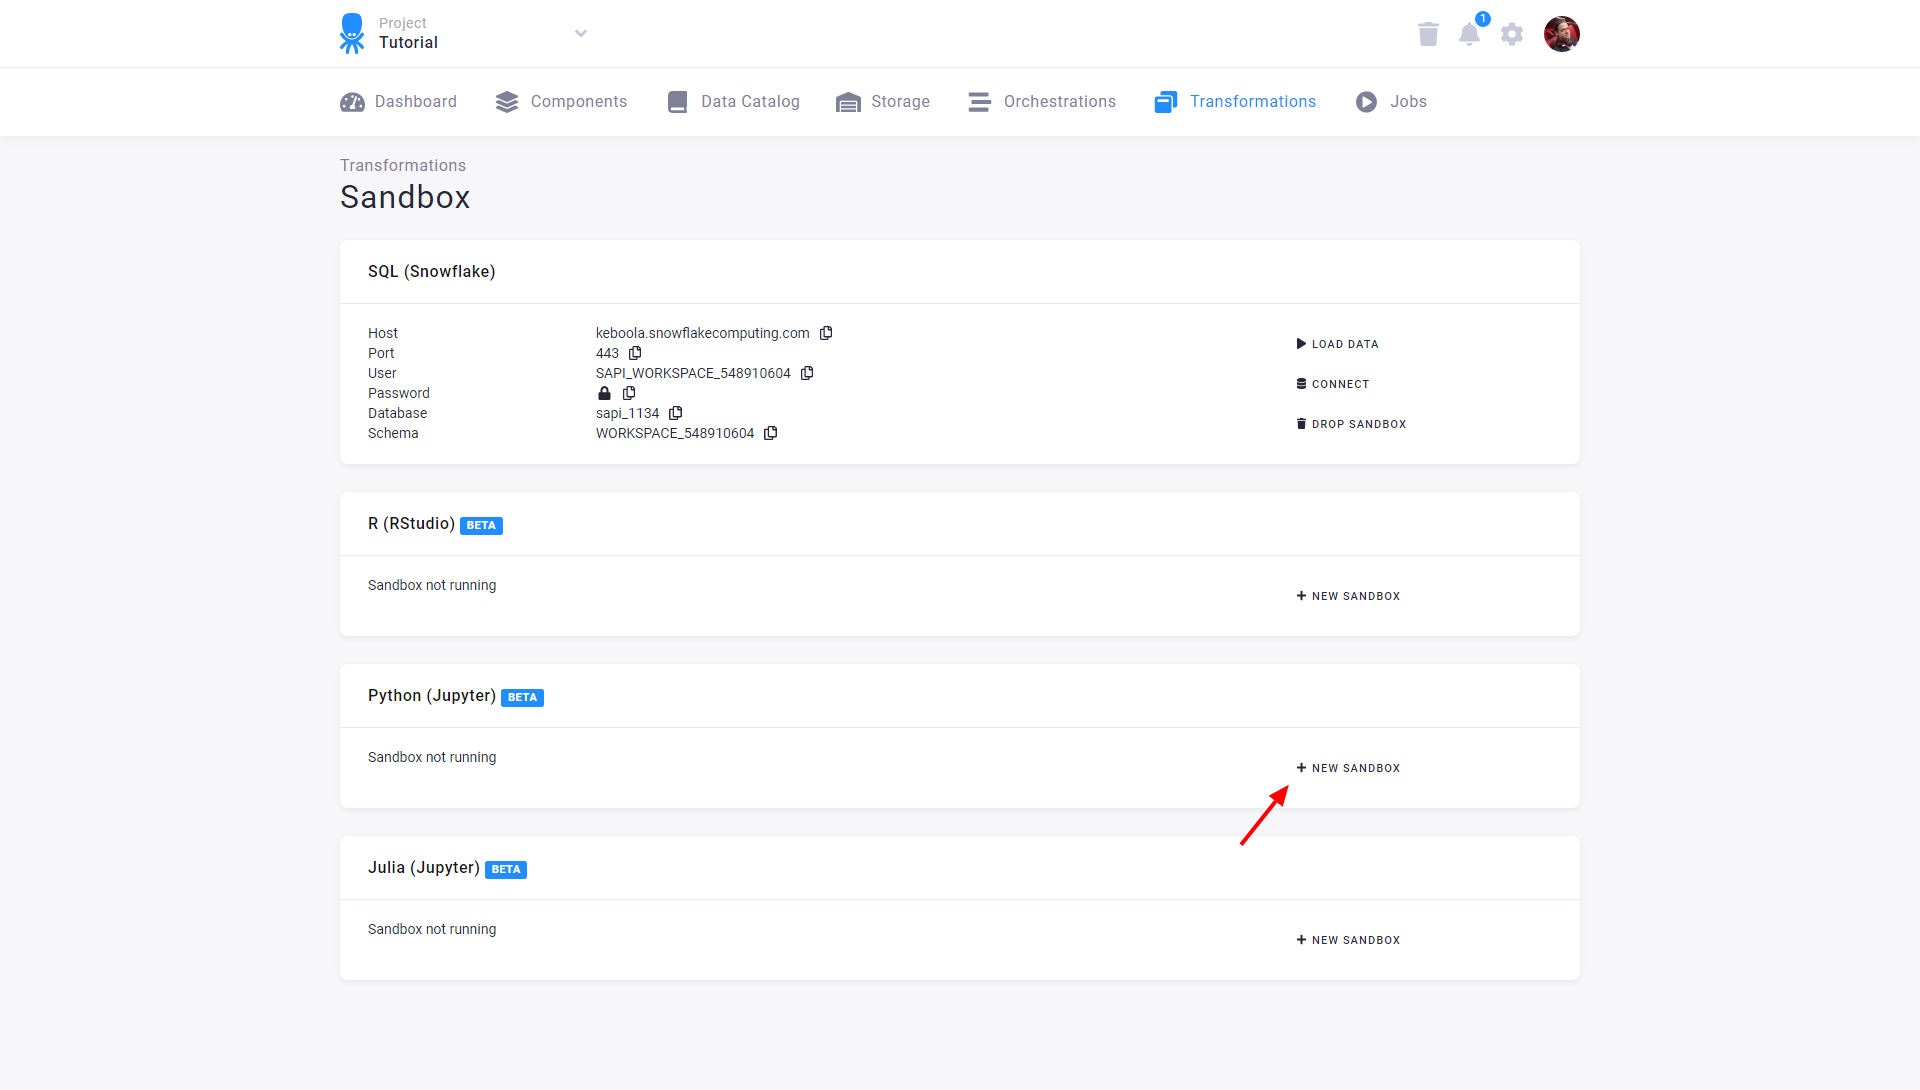 Project
Tutorial
1
Dashboard
Components
Data Catalog
Storage
Orchestrations
Transformations
Jobs
Transformations
Sandbox
SQL (Snowflake)
Host keboola.snowflakecomputing.com
Port 443
User SAPI_WORKSPACE_548910604
Password
Database sapi_1134
Schema WORKSPACE_548910604
LOAD DATA
CONNECT
DROP SANDBOX
R (RStudio) BETA
Sandbox not running
NEW SANDBOX
Python (Jupyter) BETA
Sandbox not running
NEW SANDBOX
Julia (Jupyter) BETA
Sandbox not running
NEW SANDBOX